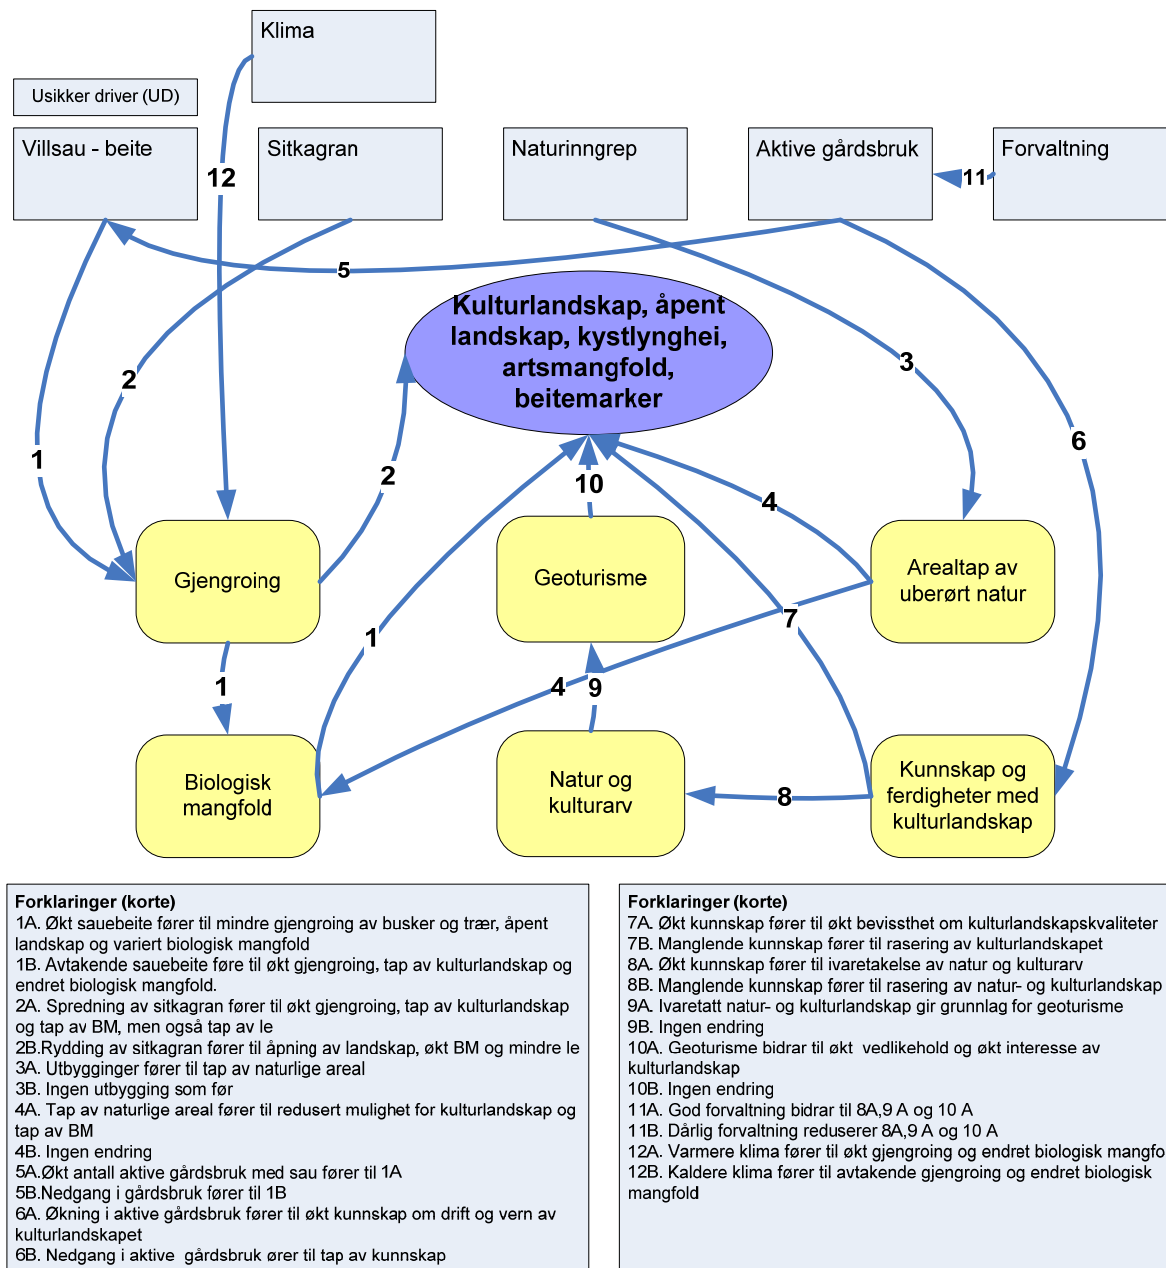 Klima
Usikker driver (UD)
Villsau - beite
Sitkagran
Naturinngrep
Aktive gårdsbruk
Forvaltning
12
11
5
Kulturlandskap, åpent
landskap, kystlynghei,
artsmangfold,
beitemarker
2
3
1
6
2
10
4
Gjengroing
Geoturisme
Arealtap av
uberørt natur
1
7
1
4
9
Biologisk
mangfold
Natur og
kulturarv
8
Kunnskap og
ferdigheter med
kulturlandskap
Forklaringer (korte)
1A. Økt sauebeite fører til mindre gjengroing av busker og trær, åpent
landskap og variert biologisk mangfold
1B. Avtakende sauebeite føre til økt gjengroing, tap av kulturlandskap og
endret biologisk mangfold.
2A. Spredning av sitkagran fører til økt gjengroing, tap av kulturlandskap
og tap av BM, men også tap av le
2B.Rydding av sitkagran fører til åpning av landskap, økt BM og mindre le
3A. Utbygginger fører til tap av naturlige areal
3B. Ingen utbygging som før
4A. Tap av naturlige areal fører til redusert mulighet for kulturlandskap og
tap av BM
4B. Ingen endring
5A.Økt antall aktive gårdsbruk med sau fører til 1A
5B.Nedgang i gårdsbruk fører til 1B
6A. Økning i aktive gårdsbruk fører til økt kunnskap om drift og vern av
kulturlandskapet
6B. Nedgang i aktive gårdsbruk ører til tap av kunnskap
Forklaringer (korte)
7A. Økt kunnskap fører til økt bevissthet om kulturlandskapskvaliteter
7B. Manglende kunnskap fører til rasering av kulturlandskapet
8A. Økt kunnskap fører til ivaretakelse av natur og kulturarv
8B. Manglende kunnskap fører til rasering av natur- og kulturlandskap
9A. Ivaretatt natur- og kulturlandskap gir grunnlag for geoturisme
9B. Ingen endring
10A. Geoturisme bidrar til økt vedlikehold og økt interesse av
kulturlandskap
10B. Ingen endring
11A. God forvaltning bidrar til 8A,9 A og 10 A
11B. Dårlig forvaltning reduserer 8A,9 A og 10 A
12A. Varmere klima fører til økt gjengroing og endret biologisk mangfo
12B. Kaldere klima fører til avtakende gjengroing og endret biologisk
mangfold